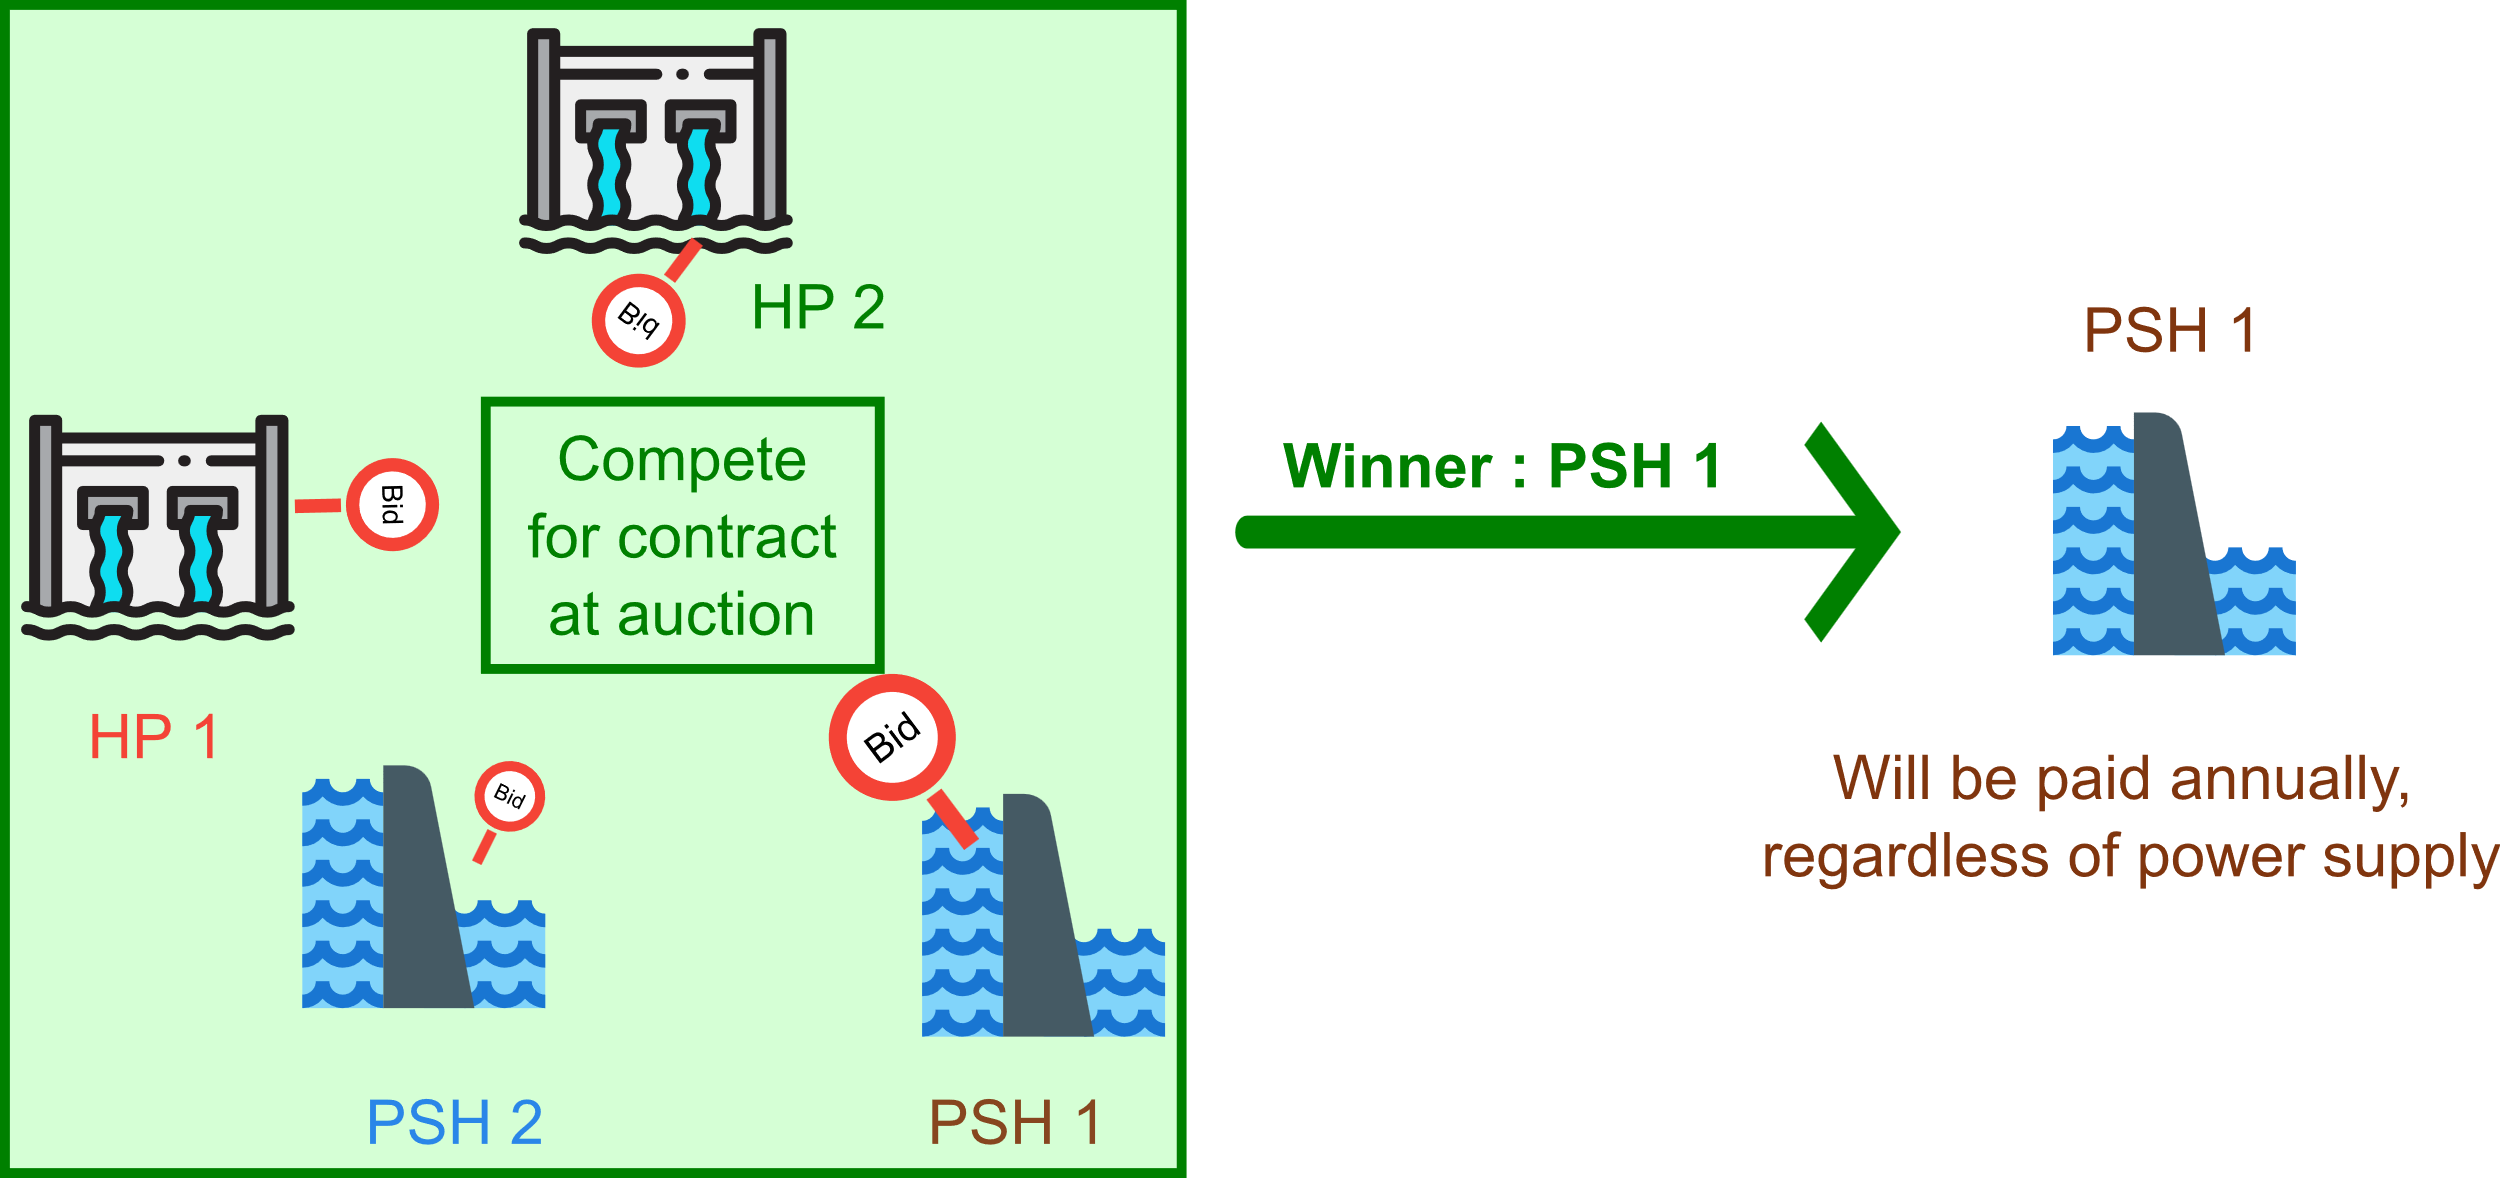 HP 2
Bid
Bid
Compete
for contract
at auction
HP 1
Bid
Bid
PSH 2
PSH 1
Winner : PSH 1
PSH 1
Will be paid annually,
regardless of power supply